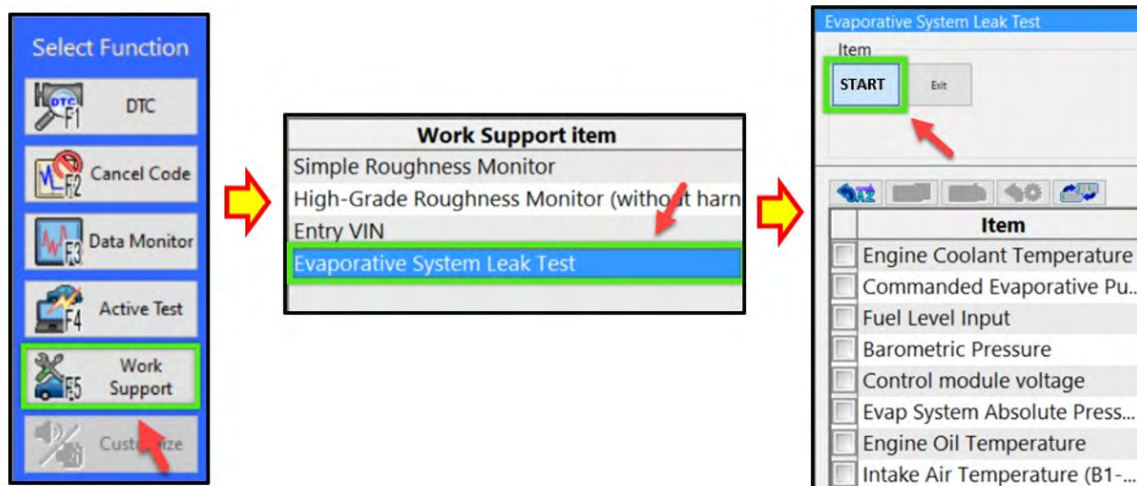 Select Function
DTC
F1
DTC
Cancel Code
F2
Data Monitor
F3
Active Test
F4
Work
Support
F5
Customize
Work Support item
Simple Roughness Monitor
High-Grade Roughness Monitor (without harn
Entry VIN
Evaporative System Leak Test
Evaporative System Leak Test
Item
START
Exit
Item
Engine Coolant Temperature
Commanded Evaporative Pu...
Fuel Level Input
Barometric Pressure
Control module voltage
Evap System Absolute Press...
Engine Oil Temperature
Intake Air Temperature (B1-...